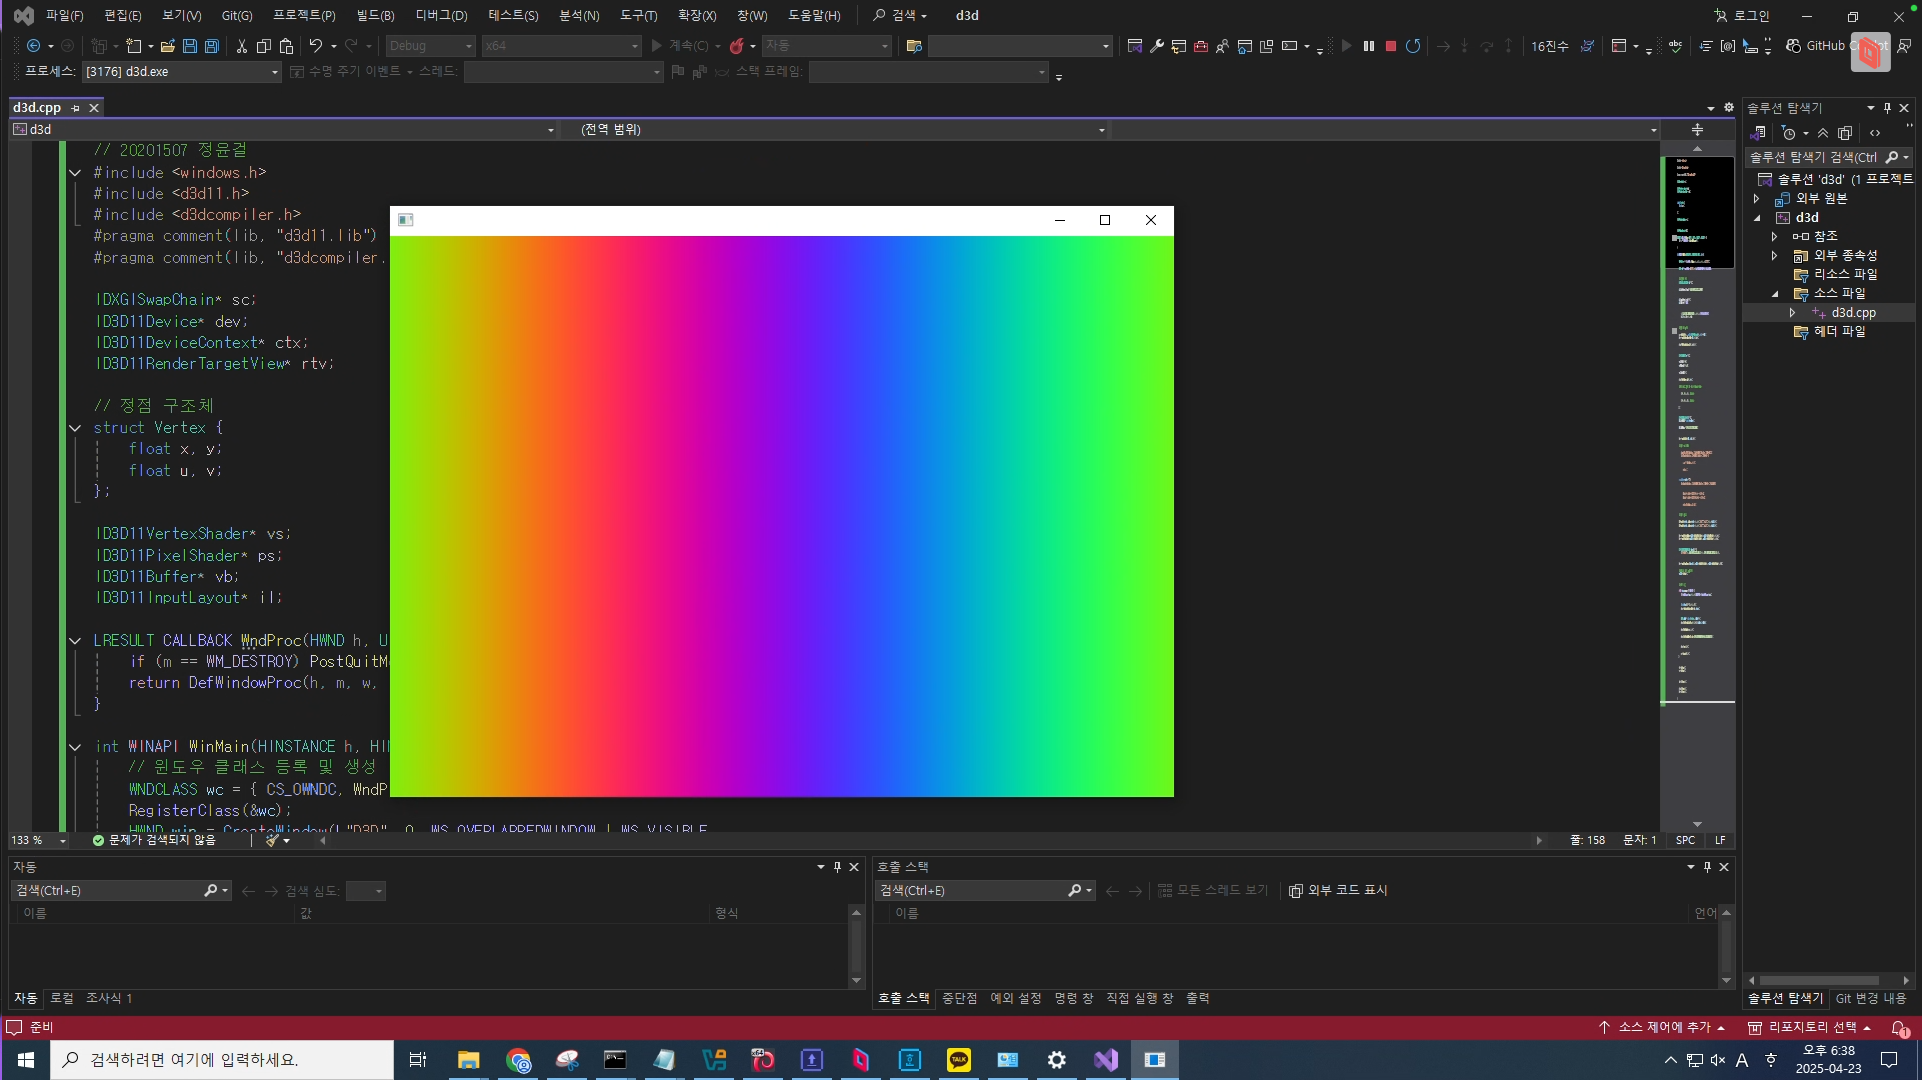 파일(F) 편집(E) 보기(V) Git(G) 프로젝트(P) 빌드(B) 디버그(D) 테스트(S) 분석(N) 도구(T) 확장(X) 창(W) 도움말(H) 검색 d3d 로그인
Debug x64 계속(C) 자동 16진수 GitHub
프로세스: [3176] d3d.exe 수명 주기 이벤트 스레드: 스택 프레임:
d3d.cpp
d3d (전역 범위)
// 20201507 정윤걸
#include <windows.h>
#include <d3d11.h>
#include <d3dcompiler.h>
#pragma comment(lib, "d3d11.lib")
#pragma comment(lib, "d3dcompiler.
IDXGISwapChain* sc;
ID3D11Device* dev;
ID3D11DeviceContext* ctx;
ID3D11RenderTargetView* rtv;
// 정점 구조체
struct Vertex {
float x, y;
float u, v;
};
ID3D11VertexShader* vs;
ID3D11PixelShader* ps;
ID3D11Buffer* vb;
ID3D11InputLayout* il;
LRESULT CALLBACK WndProc(HWND h, U
if (m == WM_DESTROY) PostQuitM
return DefWindowProc(h, m, w,
}
int WINAPI WinMain(HINSTANCE h, HI
// 윈도우 클래스 등록 및 생성
WNDCLASS wc = { CS_OWNDC, WndP
RegisterClass(&wc);
HWND win = CreateWindow(L"D3D", 0, WS_OVERLAPPEDWINDOW | WS_VISIBLE
133 % 문제가 검색되지 않음 줄: 158 문자: 1 SPC LF
솔루션 탐색기
솔루션 탐색기 검색(Ctrl
솔루션 'd3d' (1 프로젝트
외부 원본
d3d
참조
외부 종속성
리소스 파일
소스 파일
d3d.cpp
헤더 파일
자동
검색(Ctrl+E) 검색 심도:
이름 값 형식
자동 로컬 조사식 1
호출 스택
검색(Ctrl+E) 모든 스레드 보기 외부 코드 표시
이름 언어
호출 스택 중단점 예외 설정 명령 창 직접 실행 창 출력
솔루션 탐색기 Git 변경 내용
준비 소스 제어에 추가 리포지토리 선택 1
검색하려면 여기에 입력하세요.
TALK
A
오후 6:38
2025-04-23